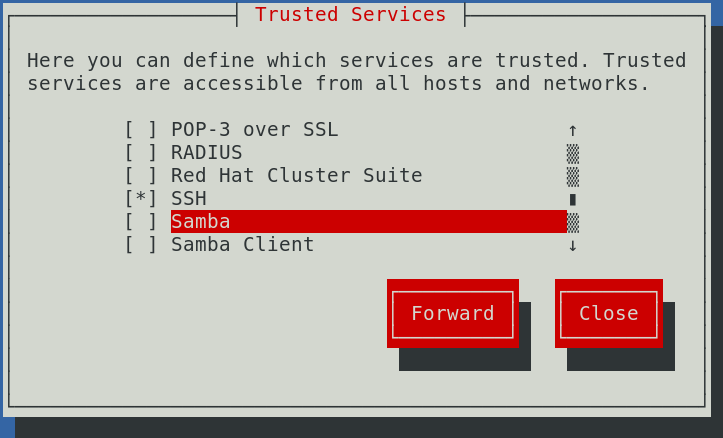 Trusted Services
Here you can define which services are trusted. Trusted
services are accessible from all hosts and networks.
[ ] POP-3 over SSL ↑
[ ] RADIUS
[ ] Red Hat Cluster Suite
[*] SSH
[ ] Samba
[ ] Samba Client ↓
Forward Close